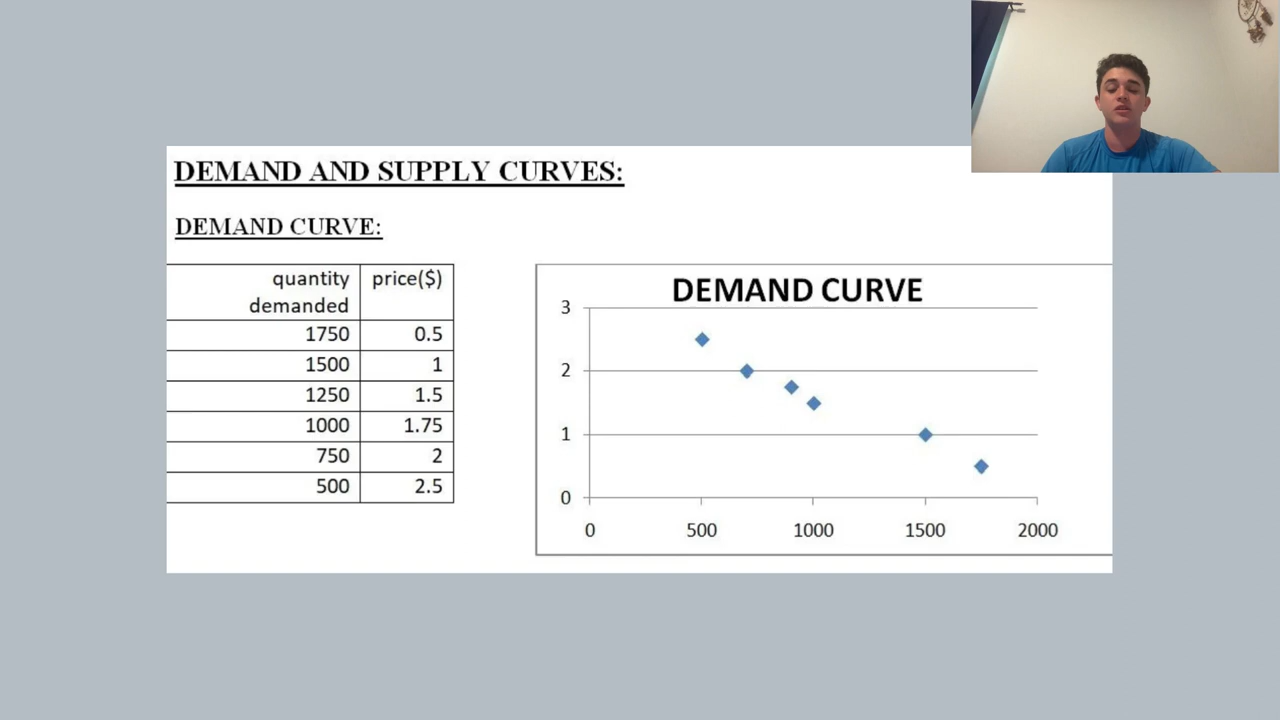 DEMAND AND SUPPLY CURVES:
DEMAND CURVE:
quantity demanded price($)
1750 0.5
1500 1
1250 1.5
1000 1.75
750 2
500 2.5
DEMAND CURVE
3
2
1
0
0 500 1000 1500 2000